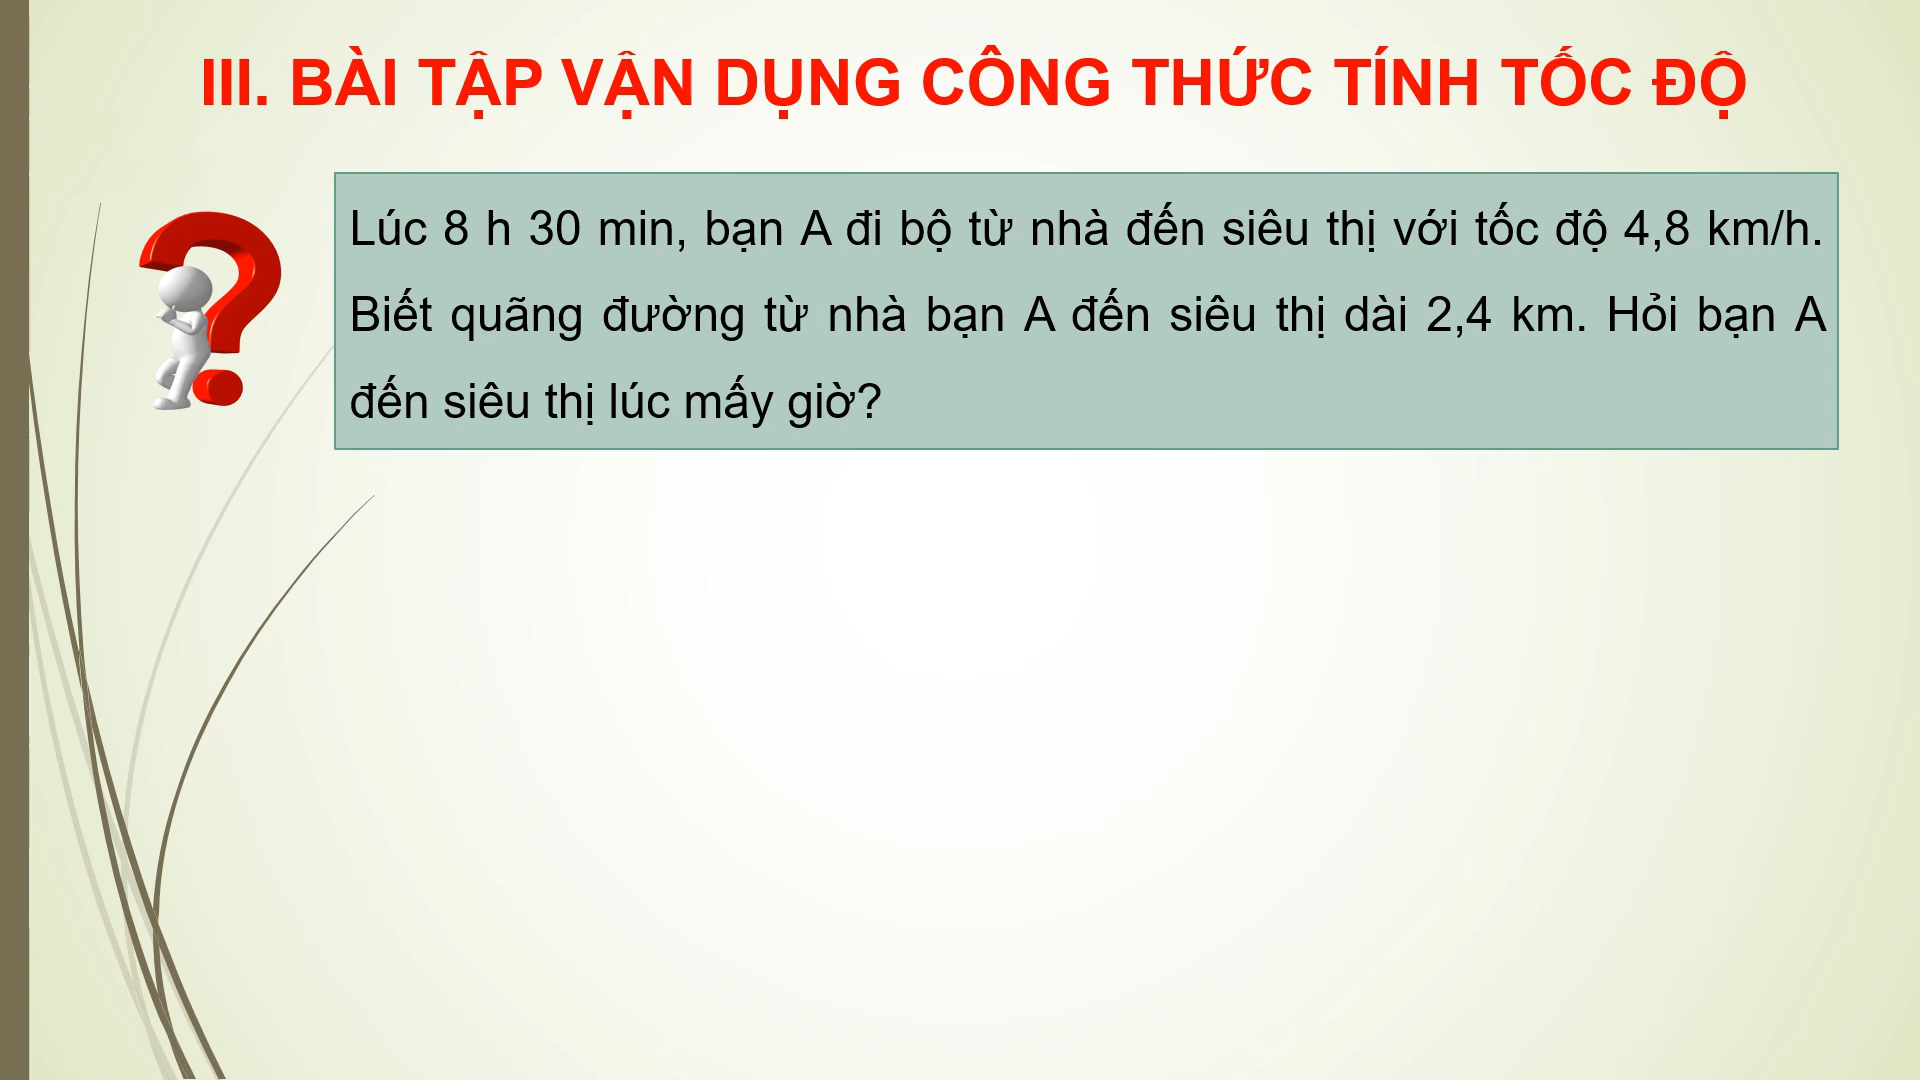 III. BÀI TẬP VẬN DỤNG CÔNG THỨC TÍNH TỐC ĐỘ
Lúc 8 h 30 min, bạn A đi bộ từ nhà đến siêu thị với tốc độ 4,8 km/h.
Biết quãng đường từ nhà bạn A đến siêu thị dài 2,4 km. Hỏi bạn A
đến siêu thị lúc mấy giờ?